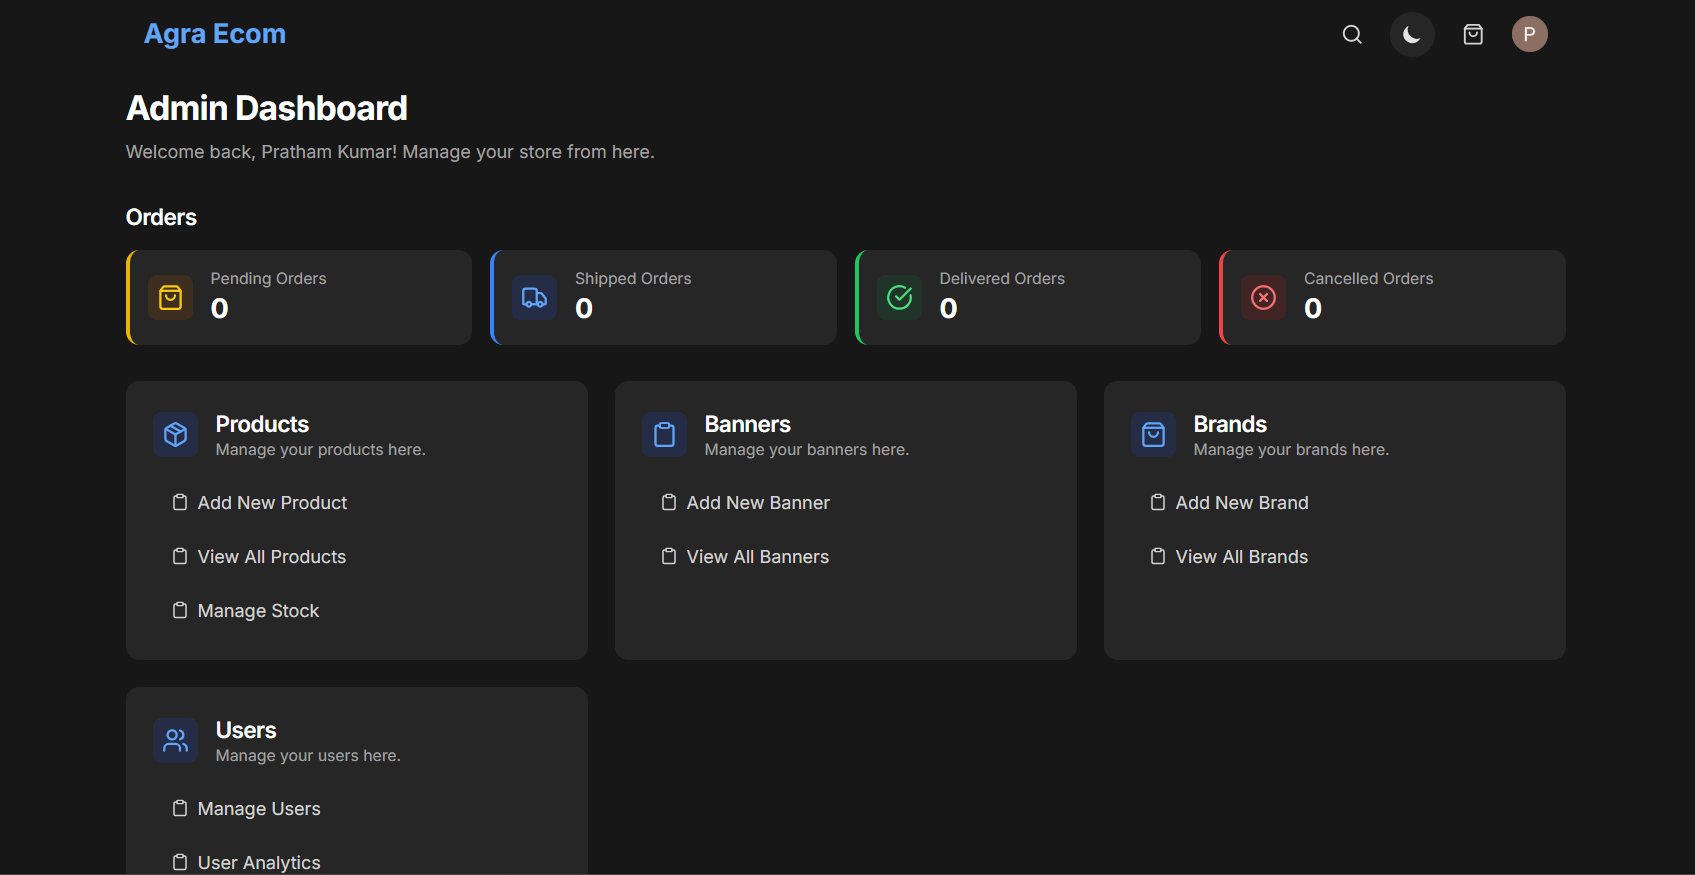 Agra Ecom
P
Admin Dashboard
Welcome back, Pratham Kumar! Manage your store from here.
Orders
Pending Orders
0
Shipped Orders
0
Delivered Orders
0
Cancelled Orders
0
Products
Manage your products here.
Add New Product
View All Products
Manage Stock
Banners
Manage your banners here.
Add New Banner
View All Banners
Brands
Manage your brands here.
Add New Brand
View All Brands
Users
Manage your users here.
Manage Users
User Analytics